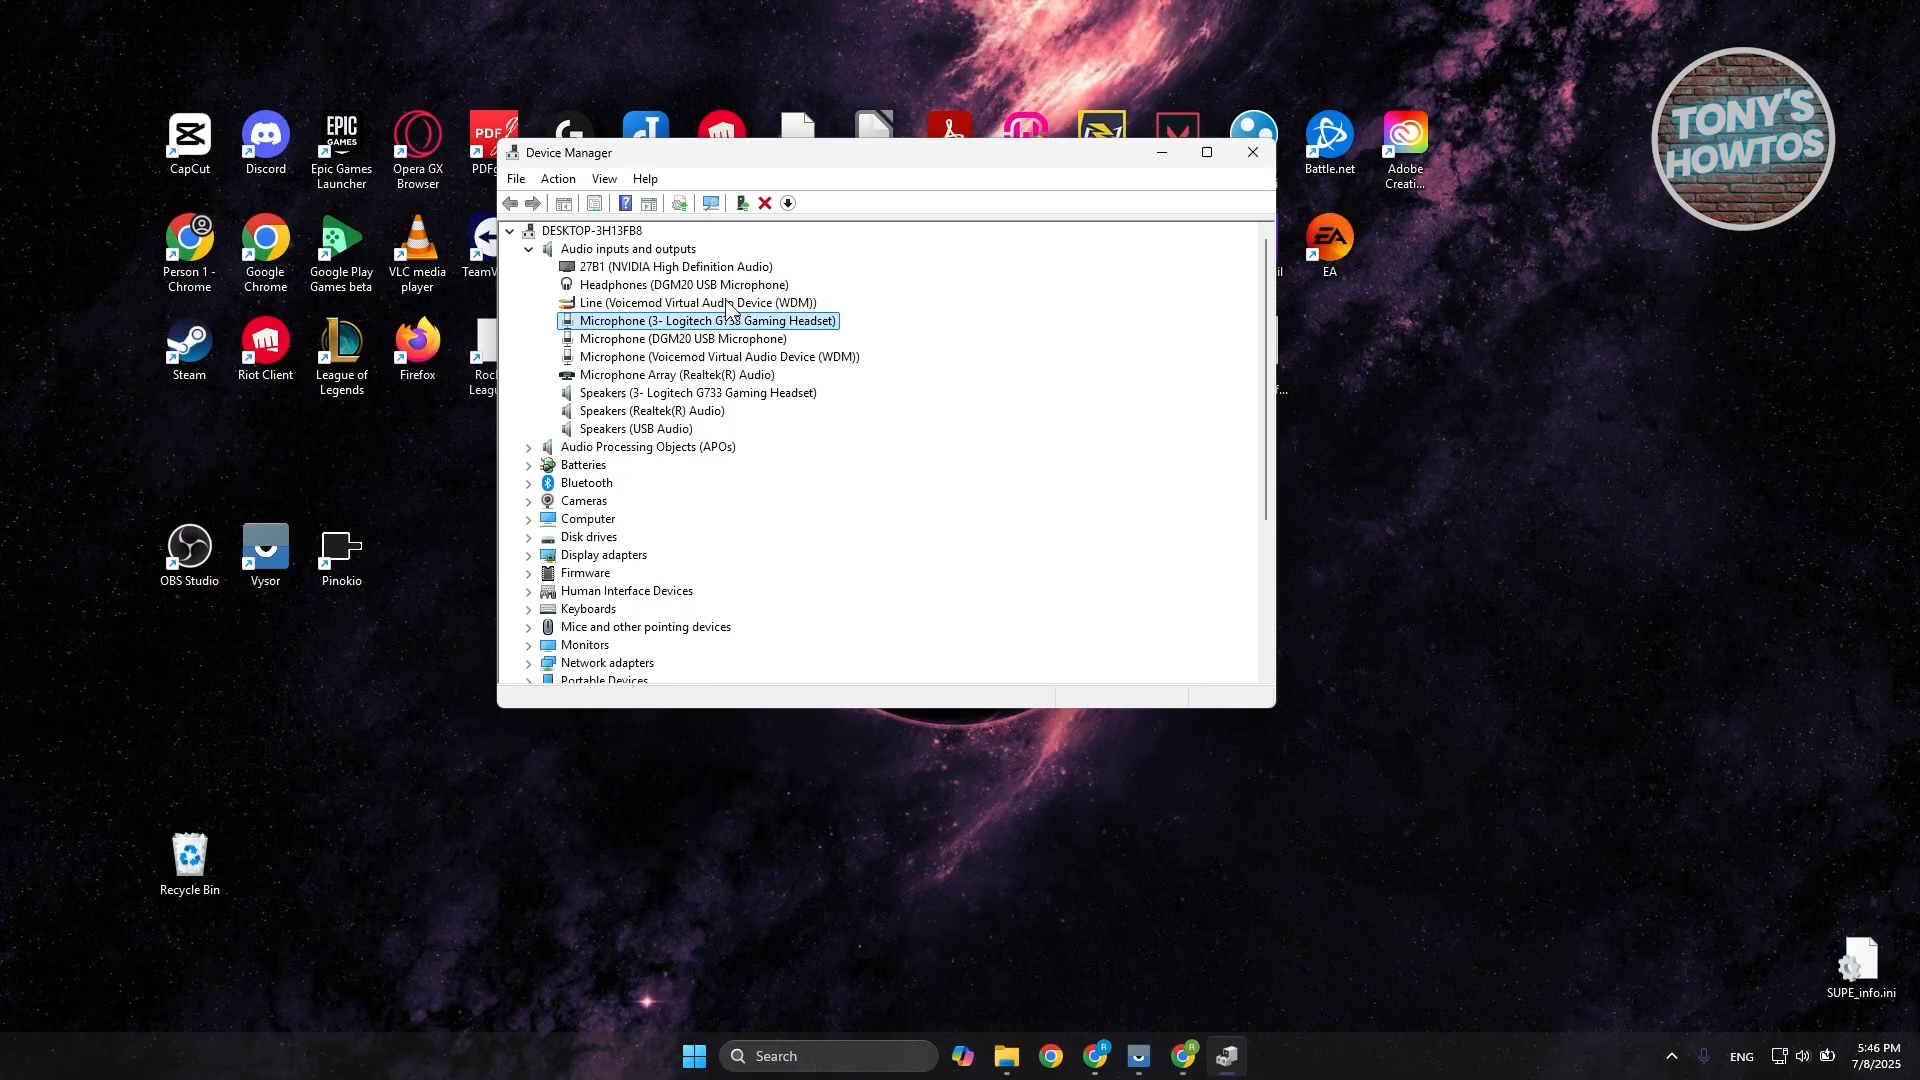 TONY'S
HOWTOS
CapCut
Discord
EPIC
GAMES
Epic Games
Launcher
Opera GX
Browser
PDF
Battle.net
Adobe
Creati...
Person 1 -
Chrome
Google
Chrome
Google Play
Games beta
VLC media
player
EA
EA
Steam
Riot Client
League of
Legends
Firefox
OBS Studio
Vysor
Pinokio
Recycle Bin
SUPE_info.ini
Device Manager
File Action View Help
DESKTOP-3H13FB8
Audio inputs and outputs
27B1 (NVIDIA High Definition Audio)
Headphones (DGM20 USB Microphone)
Line (Voicemod Virtual Audio Device (WDM))
Microphone (3- Logitech G733 Gaming Headset)
Microphone (DGM20 USB Microphone)
Microphone (Voicemod Virtual Audio Device (WDM))
Microphone Array (Realtek(R) Audio)
Speakers (3- Logitech G733 Gaming Headset)
Speakers (Realtek(R) Audio)
Speakers (USB Audio)
Audio Processing Objects (APOs)
Batteries
Bluetooth
Cameras
Computer
Disk drives
Display adapters
Firmware
Human Interface Devices
Keyboards
Mice and other pointing devices
Monitors
Network adapters
Portable Devices
Search
ENG
5:46 PM
7/8/2025